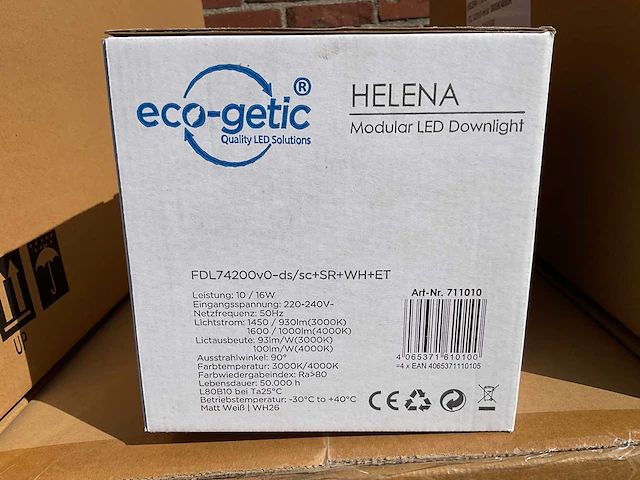 eco-getic®
Quality LED Solutions
HELENA
Modular LED Downlight
FDL74200v0-ds/sc+SR+WH+ET
Leistung: 10 / 16W
Eingangsspannung: 220-240V~
Netzfrequenz: 50Hz
Lichtstrom: 1450 / 930lm(3000K)
1600 / 1000lm(4000K)
Lictausbeute: 93lm/W(3000K)
100lm/W(4000K)
Ausstrahlwinkel: 90°
Farbtemperatur: 3000K/4000K
Farbwiedergabeindex: Ra>80
Lebensdauer: 50.000 h
L80B10 bei Ta25°C
Betriebstemperatur: -30°C to +40°C
Matt Weiß | WH26
Art-Nr. 711010
4 065371 610100
=4 x EAN 4065371110105
CE
UP